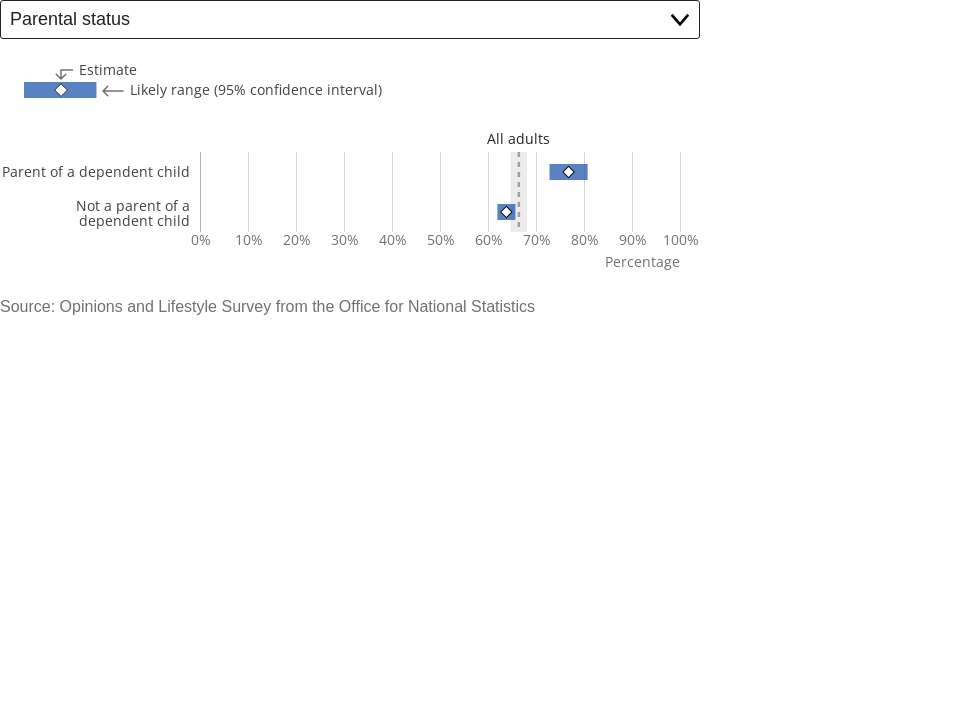 Parental status
Estimate
Likely range (95% confidence interval)
All adults
Parent of a dependent child
Not a parent of a
dependent child
0% 10% 20% 30% 40% 50% 60% 70% 80% 90% 100%
Percentage
Source: Opinions and Lifestyle Survey from the Office for National Statistics